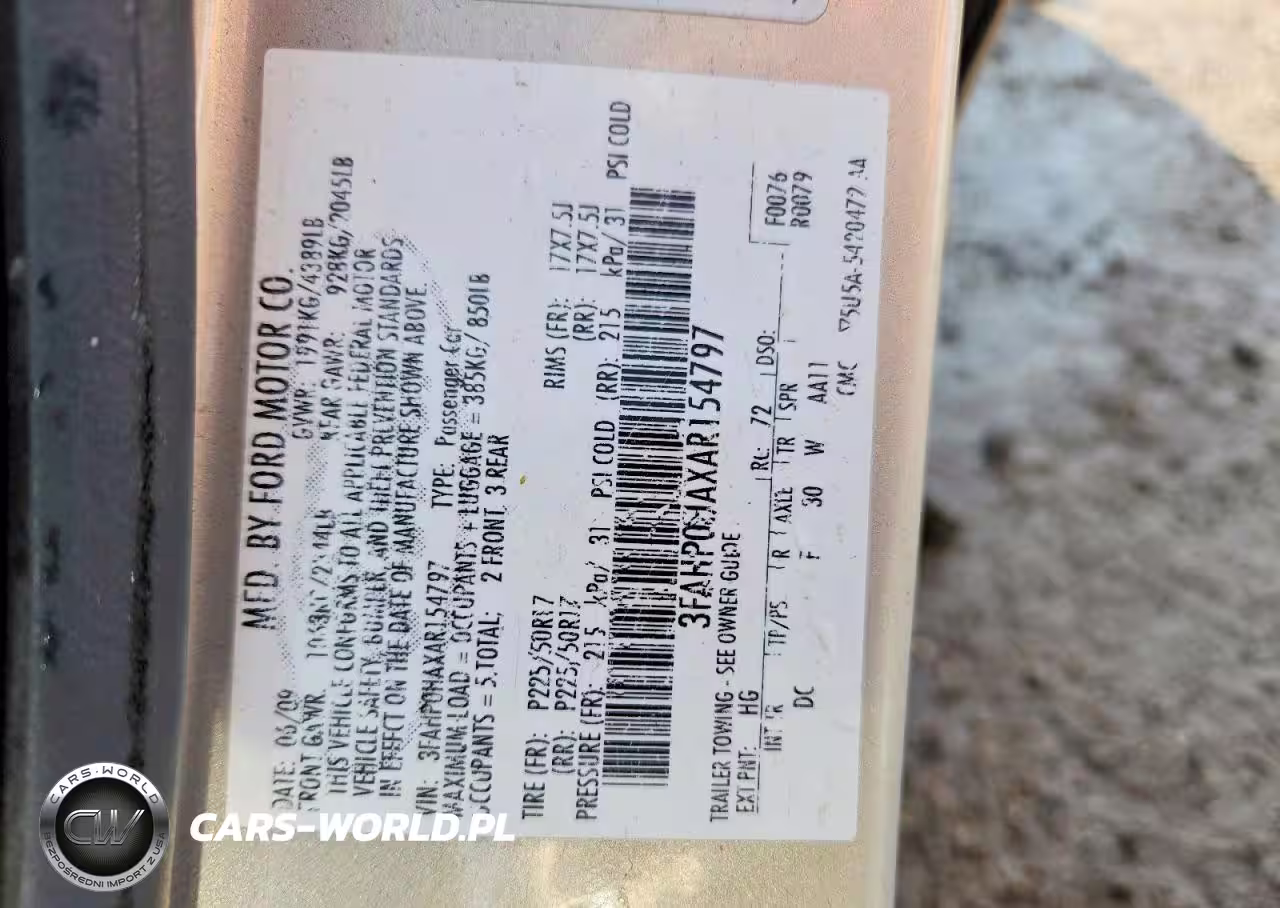 MFD. BY FORD MOTOR CO.
DATE: 06/09 GVWR: 1991KG/4389LB
FRONT GAWR: REAR GAWR: 928KG/2045LB
THIS VEHICLE CONFORMS TO ALL APPLICABLE FEDERAL MOTOR
VEHICLE SAFETY, BUMPER, AND THEFT PREVENTION STANDARDS
IN EFFECT ON THE DATE OF MANUFACTURE SHOWN ABOVE.
VIN: 3FAHP0HAXAR154797 TYPE: Passenger Car
MAXIMUM LOAD = OCCUPANTS + LUGGAGE = 385KG/850LB
OCCUPANTS = 5 TOTAL; 2 FRONT, 3 REAR
TIRE (FR): P225/50R17 RIMS (FR): 17X7.5J
(RR): P225/50R17 (RR): 17X7.5J
PRESSURE (FR): 215 kPa/ 31 PSI COLD (RR): 215 kPa/ 31 PSI COLD
3FAHP0HAXAR154797
TRAILER TOWING - SEE OWNER GUIDE
EXT PNT: HG RC: 72 DSO: F0076
R0079
INT TR TP/PS R AXLE TR SPR
DC F 30 W AA11
CMC
CARS-WORLD
CW
BEZPOŚREDNI IMPORT Z USA
CARS-WORLD.PL